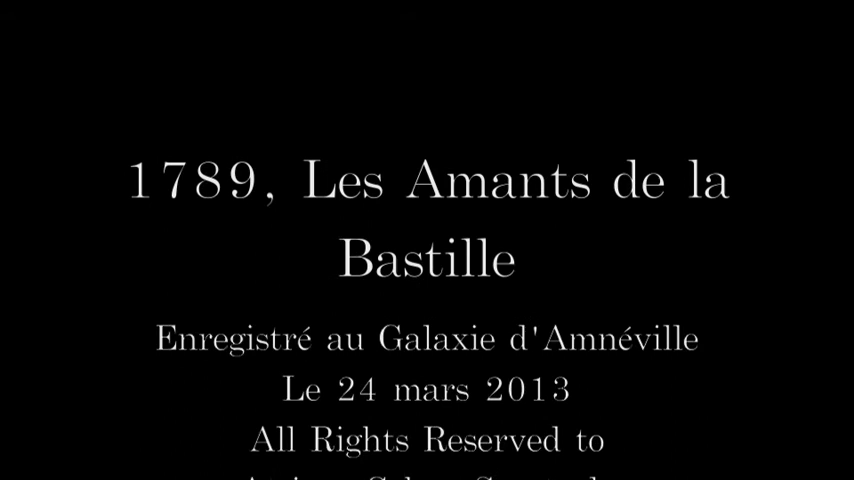 1789, Les Amants de la
Bastille
Enregistré au Galaxie d'Amnéville
Le 24 mars 2013
All Rights Reserved to